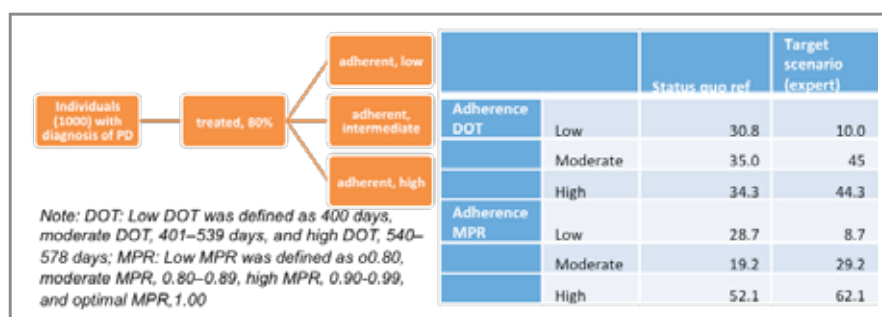 Individuals
(1000) with
diagnosis of PD
treated, 80%
adherent, low
adherent,
intermediate
adherent, high
Note: DOT: Low DOT was defined as 400 days,
moderate DOT, 401–539 days, and high DOT, 540–
578 days; MPR: Low MPR was defined as o0.80,
moderate MPR, 0.80–0.89, high MPR, 0.90-0.99,
and optimal MPR,1.00
Status quo ref
Target
scenario
(expert)
Adherence
DOT
Low 30.8 10.0
Moderate 35.0 45
High 34.3 44.3
Adherence
MPR
Low 28.7 8.7
Moderate 19.2 29.2
High 52.1 62.1